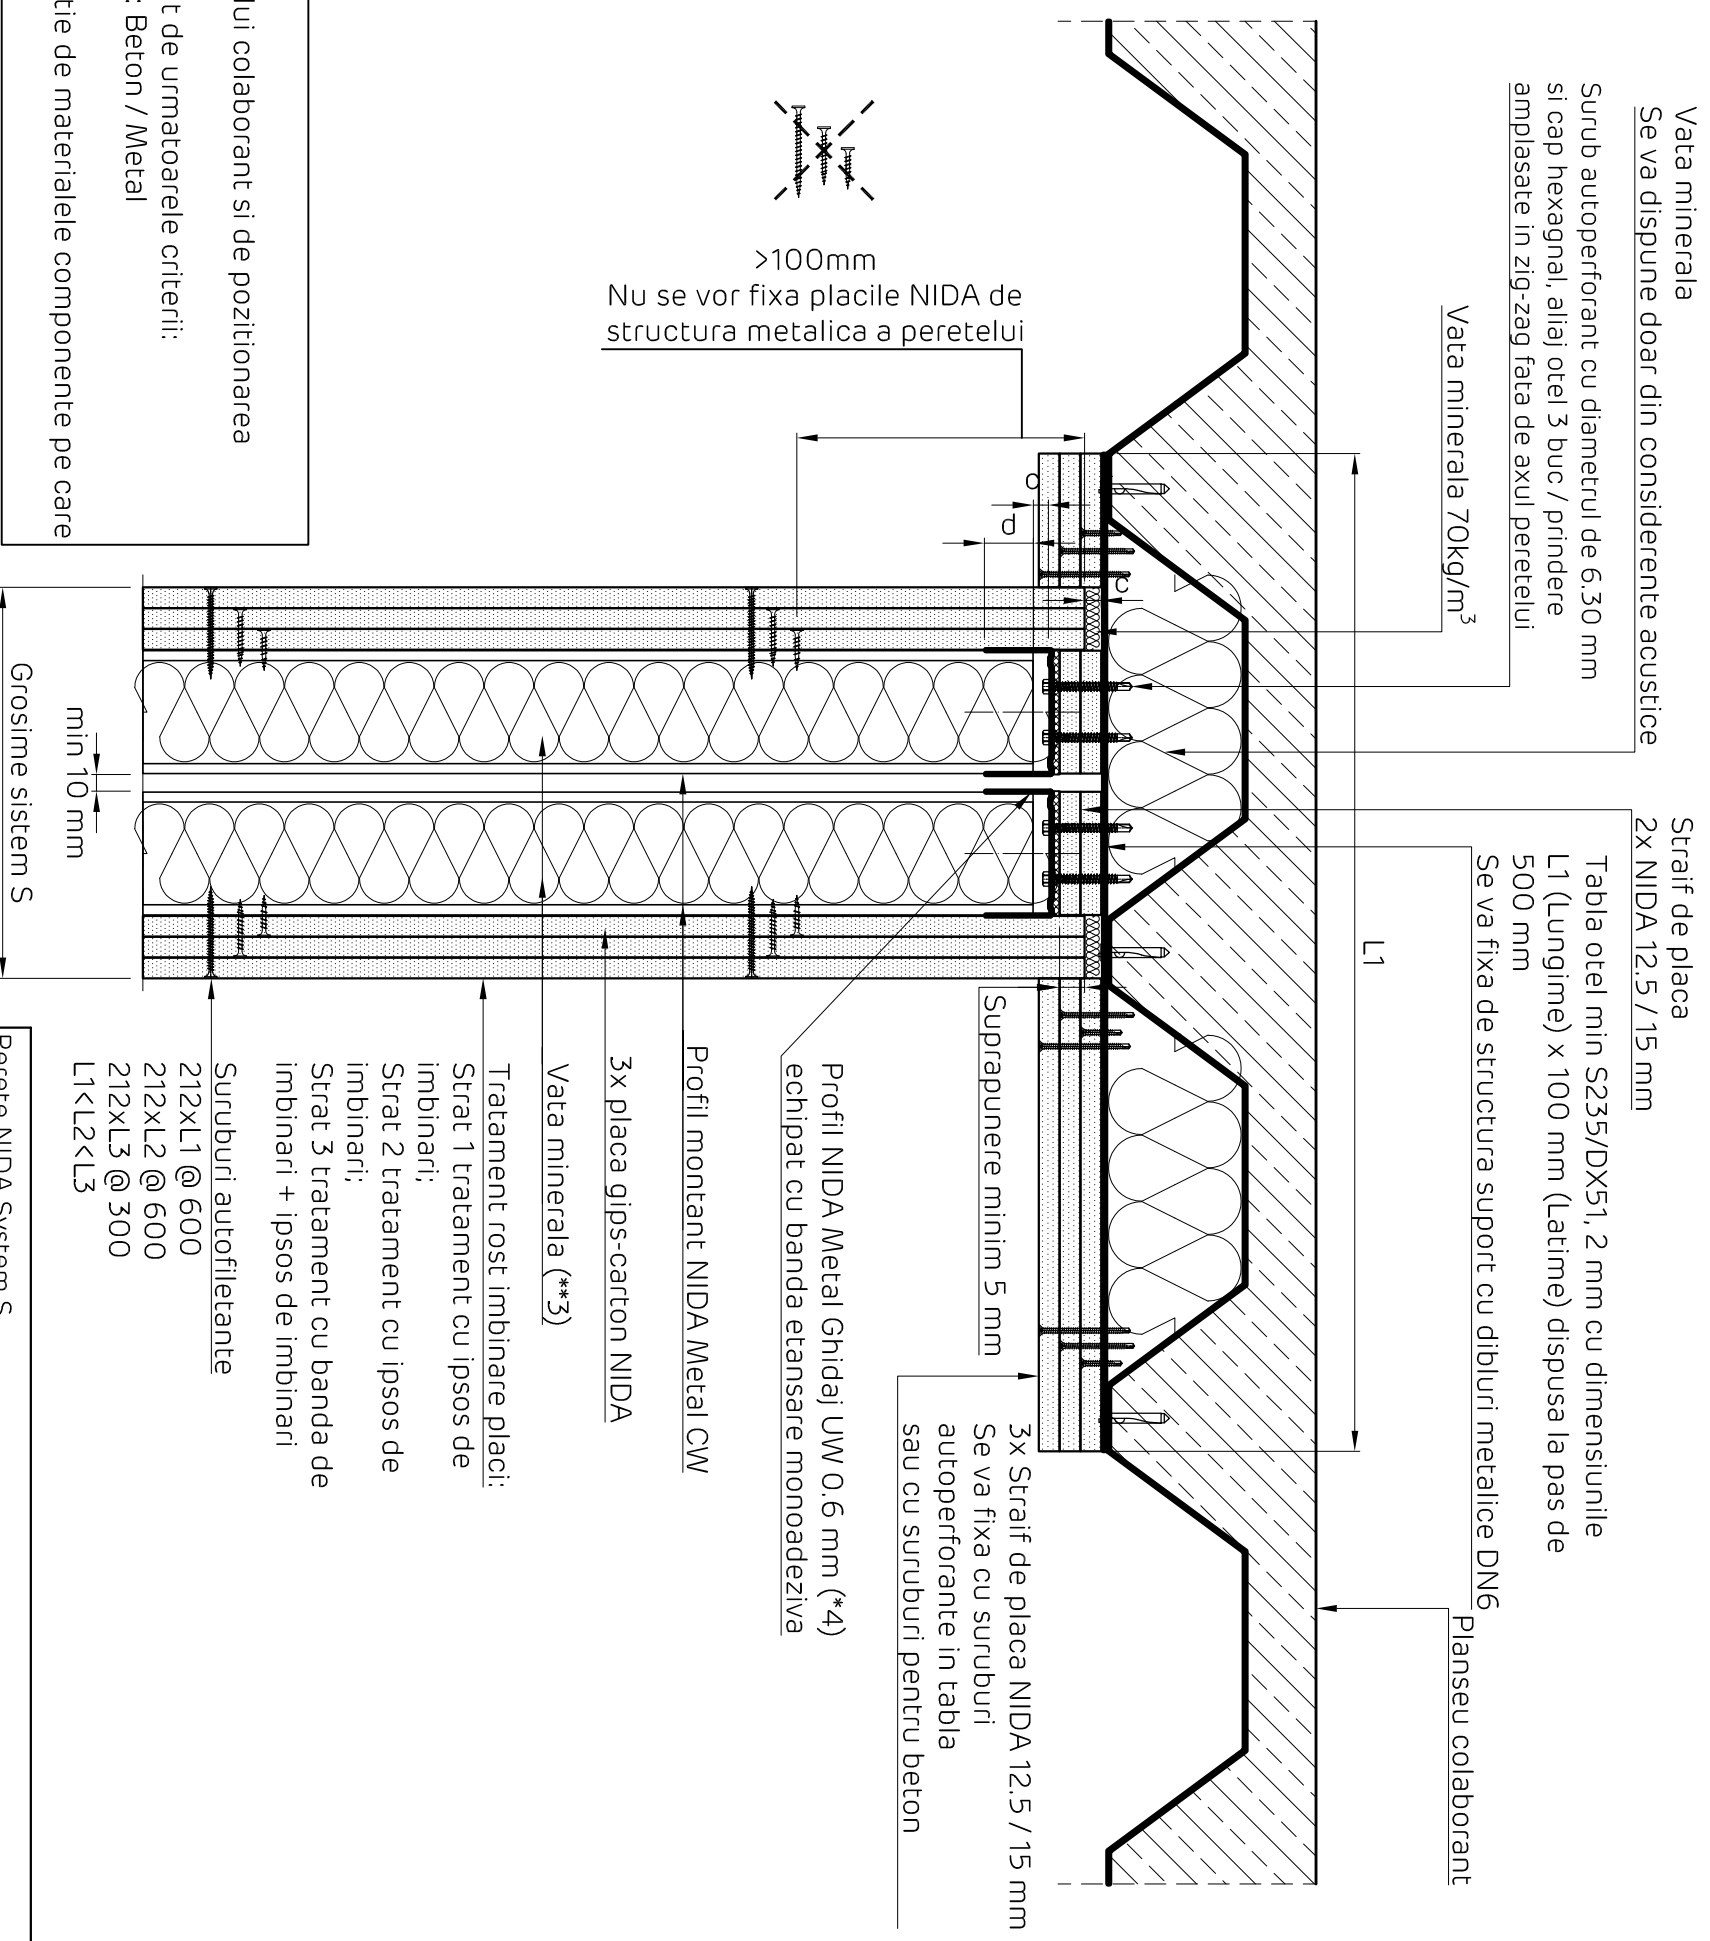 Vata minerala
Se va dispune doar din considerente acustice
Surub autoperforant cu diametrul de 6.30 mm
si cap hexagnal, aliaj otel 3 buc / prindere
amplasate in zig-zag fata de axul peretelui
Vata minerala 70kg/m³
Straif de placa
2x NIDA 12.5 / 15 mm
Tabla otel min S235/DX51, 2 mm cu dimensiunile
L1 (Lungime) x 100 mm (Latime) dispusa la pas de
500 mm
Se va fixa de structura suport cu dibluri metalice DN6
Planseu colaborant
L1
>100mm
Nu se vor fixa placile NIDA de
structura metalica a peretelui
c
d
c
Suprapunere minim 5 mm
3x Straif de placa NIDA 12.5 / 15 mm
Se va fixa cu suruburi
autoperforante in tabla
sau cu suruburi pentru beton
Profil NIDA Metal Ghidaj UW 0.6 mm (*4)
echipat cu banda etansare monoadeziva
Profil montant NIDA Metal CW
3x placa gips-carton NIDA
Vata minerala (**3)
Tratament rost imbinare placi:
Strat 1 tratament cu ipsos de
imbinari;
Strat 2 tratament cu ipsos de
imbinari;
Strat 3 tratament cu banda de
imbinari + ipsos de imbinari
Suruburi autofiletante
212xL1 @ 600
212xL2 @ 600
212xL3 @ 300
L1<L2<L3
min 10 mm
Grosime sistem S
lui colaborant si de pozitionarea
t de urmatoarele criterii:
: Beton / Metal
tie de materialele componente pe care
Perete NIDA System S